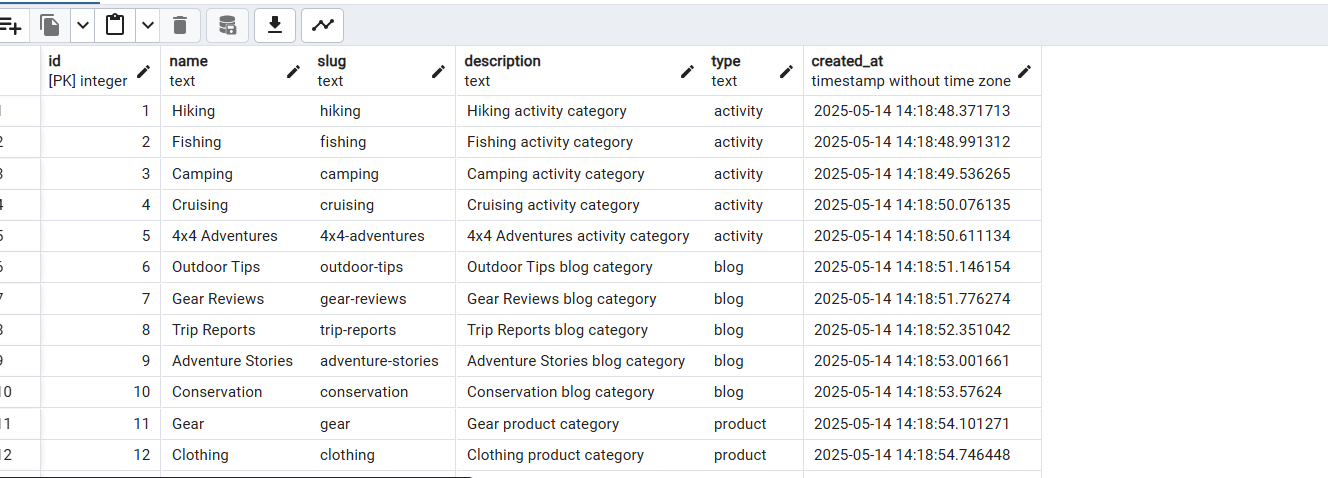 id name slug description type created_at
[PK] integer text text text text timestamp without time zone
1 Hiking hiking Hiking activity category activity 2025-05-14 14:18:48.371713
2 Fishing fishing Fishing activity category activity 2025-05-14 14:18:48.991312
3 Camping camping Camping activity category activity 2025-05-14 14:18:49.536265
4 Cruising cruising Cruising activity category activity 2025-05-14 14:18:50.076135
5 4x4 Adventures 4x4-adventures 4x4 Adventures activity category activity 2025-05-14 14:18:50.611134
6 Outdoor Tips outdoor-tips Outdoor Tips blog category blog 2025-05-14 14:18:51.146154
7 Gear Reviews gear-reviews Gear Reviews blog category blog 2025-05-14 14:18:51.776274
8 Trip Reports trip-reports Trip Reports blog category blog 2025-05-14 14:18:52.351042
9 Adventure Stories adventure-stories Adventure Stories blog category blog 2025-05-14 14:18:53.001661
10 10 Conservation conservation Conservation blog category blog 2025-05-14 14:18:53.57624
11 11 Gear gear Gear product category product 2025-05-14 14:18:54.101271
12 12 Clothing clothing Clothing product category product 2025-05-14 14:18:54.746448